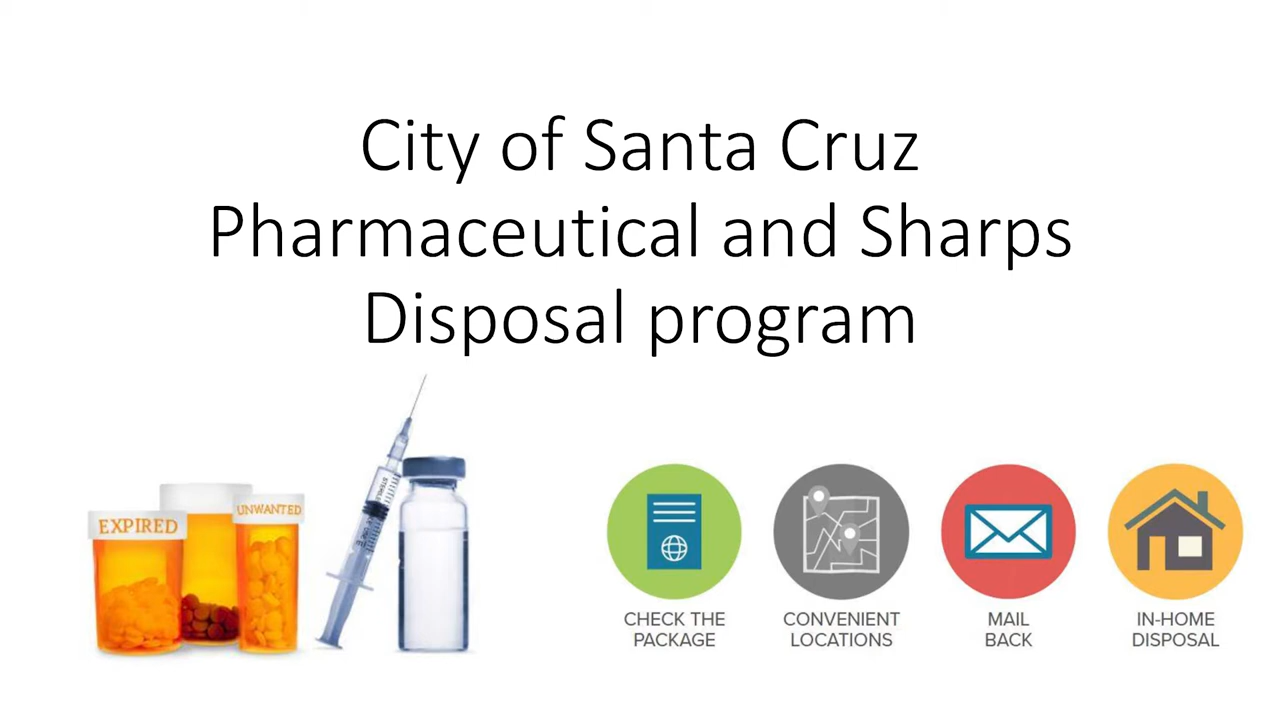 City of Santa Cruz
Pharmaceutical and Sharps
Disposal program
EXPIRED
UNWANTED
CHECK THE
PACKAGE
CONVENIENT
LOCATIONS
MAIL
BACK
IN-HOME
DISPOSAL